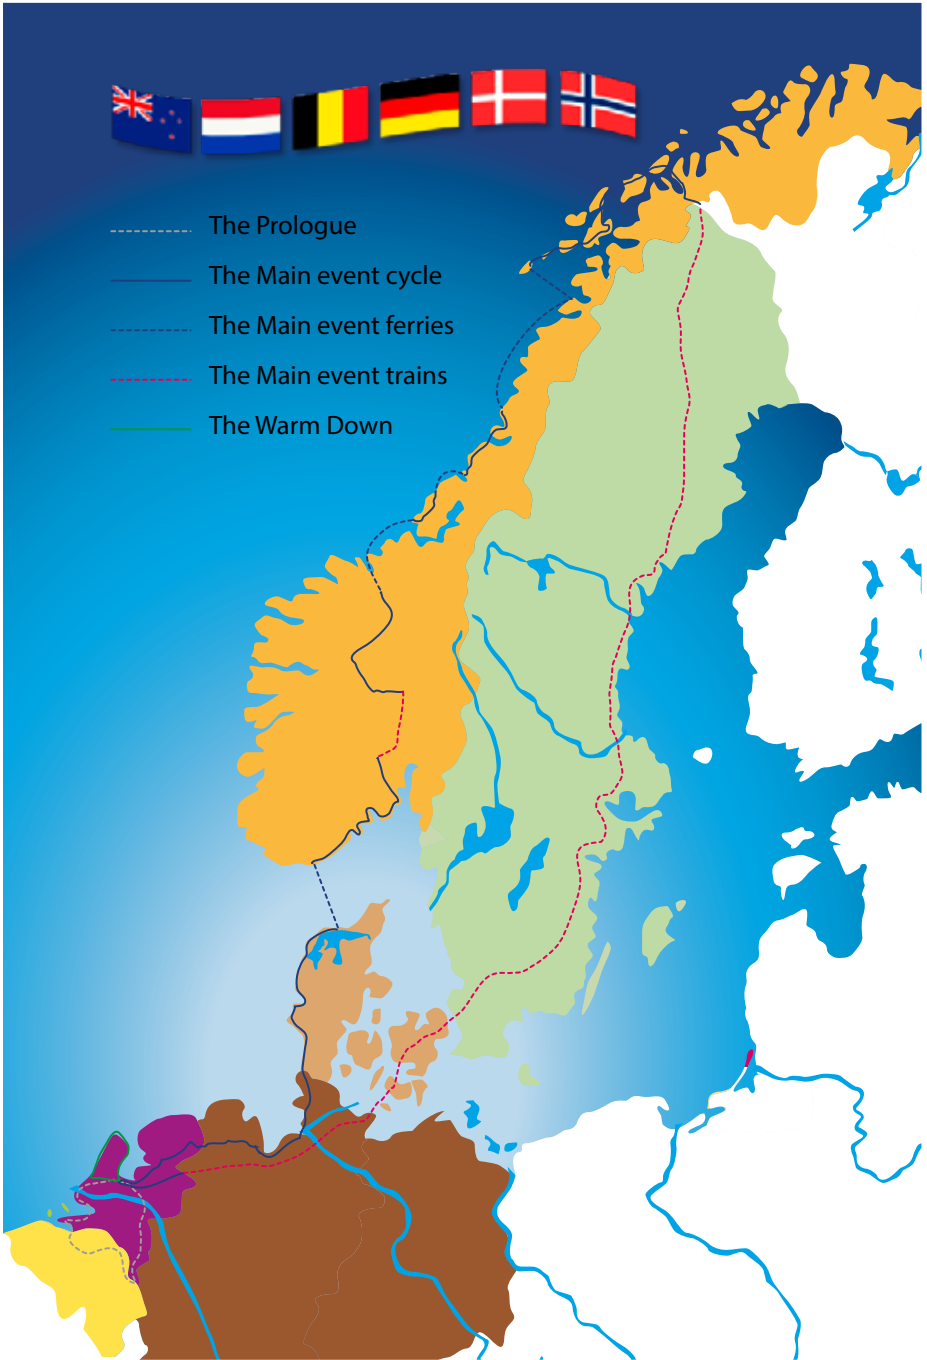 The Prologue
The Main event cycle
The Main event ferries
The Main event trains
The Warm Down